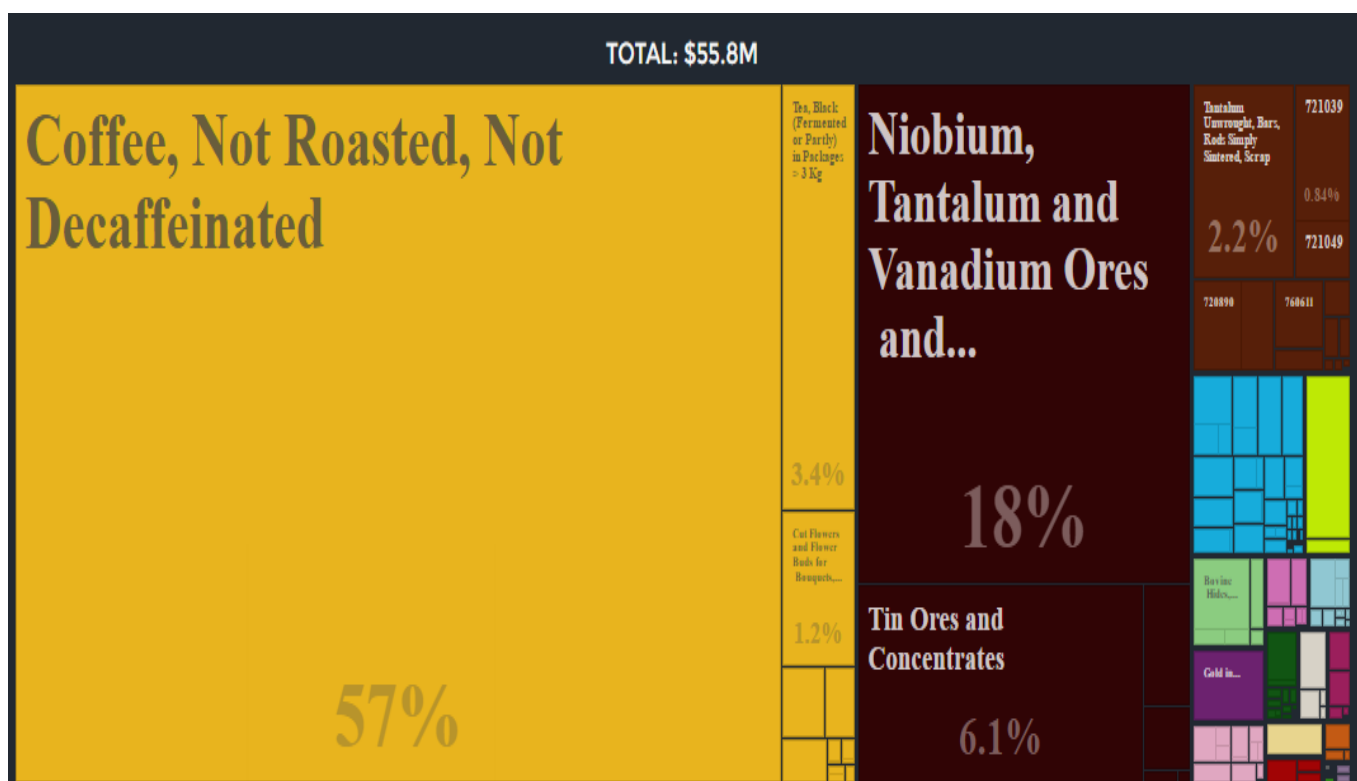 TOTAL: $55.8M
Coffee, Not Roasted, Not
Decaffeinated
57%
Tea, Black
(Fermented
or Partly)
in Packages
> 3 Kg
3.4%
Cut Flowers
and Flower
Buds for
Bouquets,...
1.2%
Niobium,
Tantalum and
Vanadium Ores
and...
18%
Tin Ores and
Concentrates
6.1%
Tantalum
Unwrought, Bars,
Rods Simply
Sintered, Scrap
2.2%
721039
0.84%
721049
720890
760611
Bovine
Hides,...
Gold in...